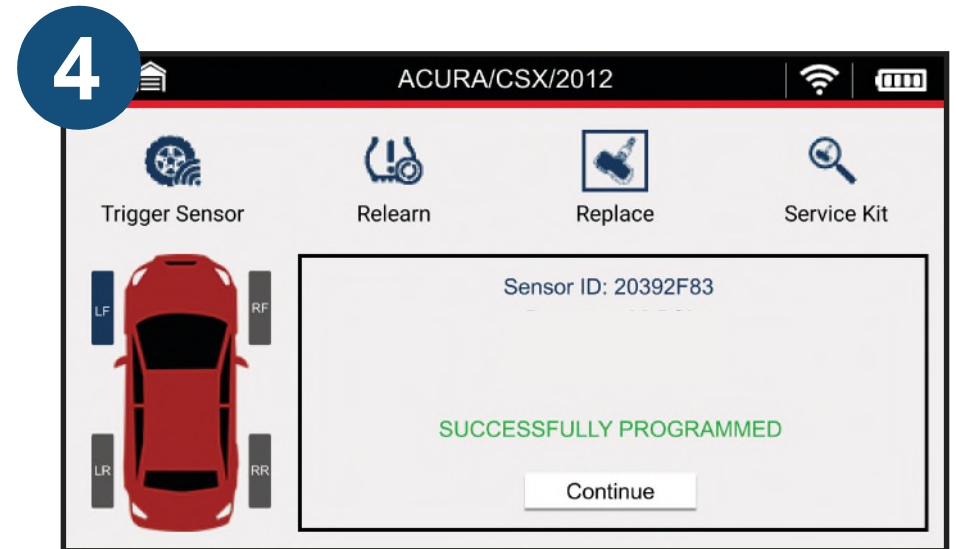 4
ACURA/CSX/2012
Trigger Sensor
Relearn
Replace
Service Kit
LF
RF
Sensor ID: 20392F83
SUCCESSFULLY PROGRAMMED
LR
RR
Continue